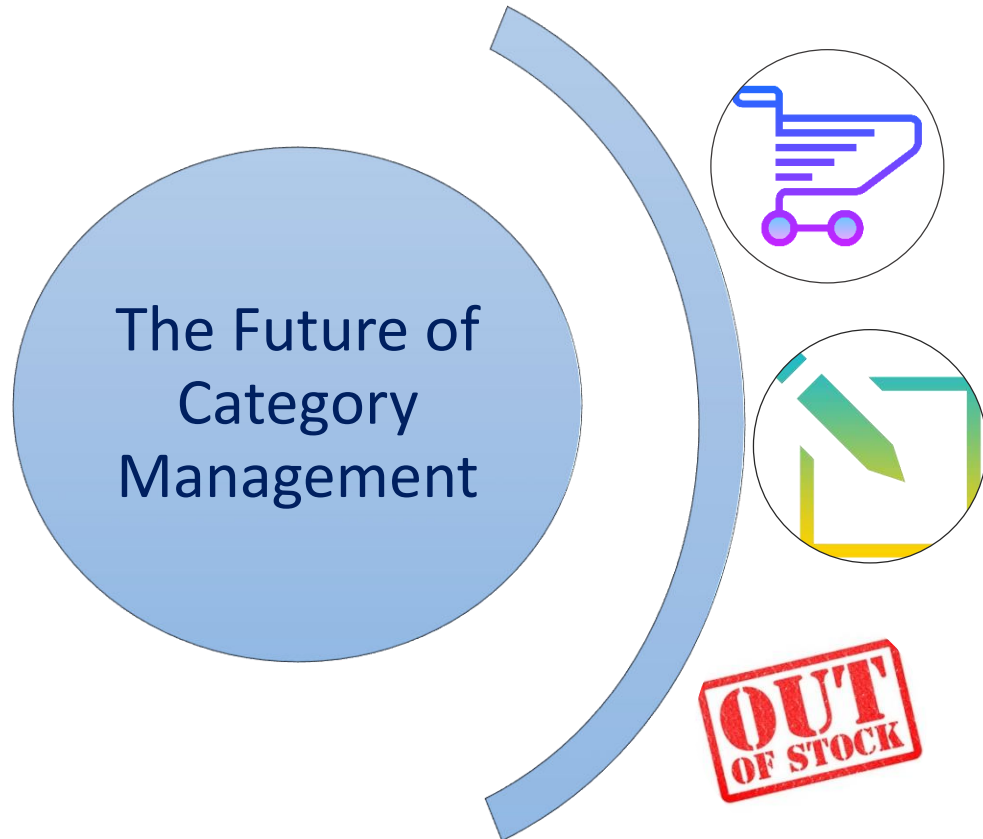 The Future of
Category
Management
OUT
OF STOCK